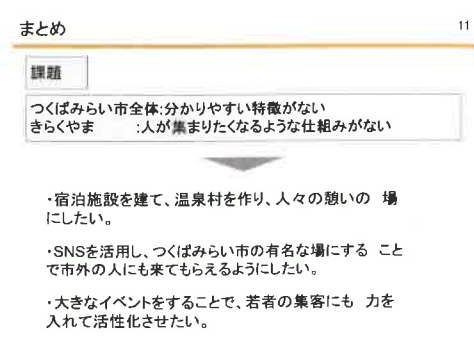 まとめ
11
課題
つくばみらい市全体:分かりやすい特徴がない
きらくやま　　　:人が集まりたくなるような仕組みがない
・宿泊施設を建て、温泉村を作り、人々の憩いの 場
にしたい。
・SNSを活用し、つくばみらい市の有名な場にする こと
で市外の人にも来てもらえるようにしたい。
・大きなイベントをすることで、若者の集客にも 力を
入れて活性化させたい。